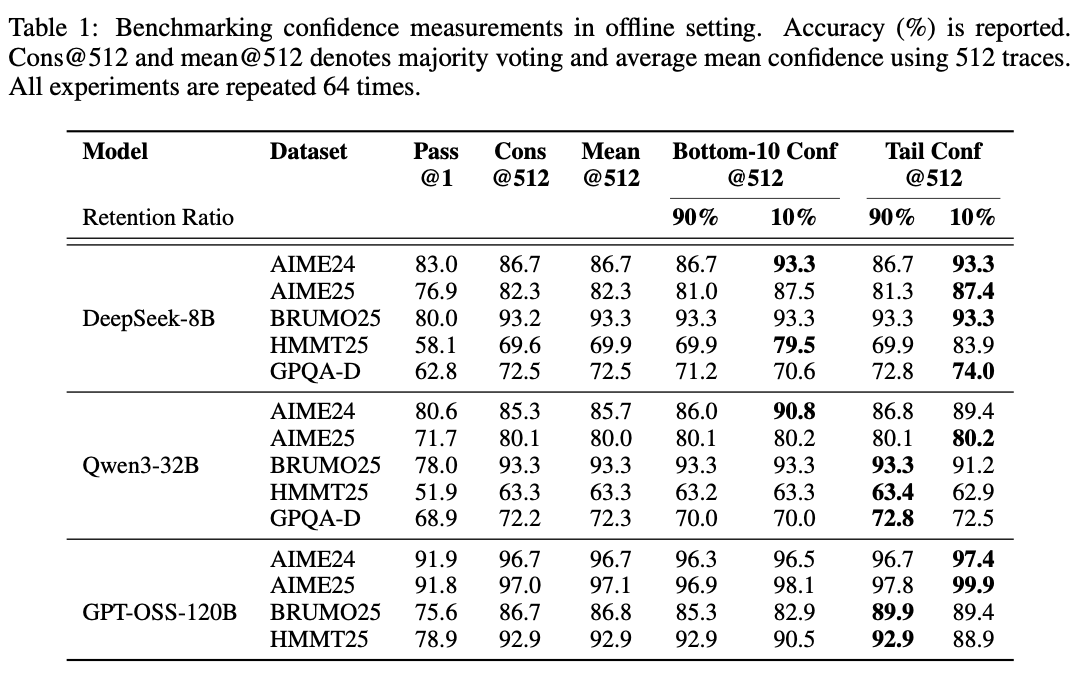 Table 1: Benchmarking confidence measurements in offline setting. Accuracy (%) is reported.
Cons@512 and mean@512 denotes majority voting and average mean confidence using 512 traces.
All experiments are repeated 64 times.
Model Dataset Pass Cons Mean Bottom-10 Conf Tail Conf
@1 @512 @512 @512 @512
Retention Ratio 90% 10% 90% 10%
AIME24 83.0 86.7 86.7 86.7 93.3 86.7 93.3
AIME25 76.9 82.3 82.3 81.0 87.5 81.3 87.4
DeepSeek-8B BRUMO25 80.0 93.2 93.3 93.3 93.3 93.3 93.3
HMMT25 58.1 69.6 69.9 69.9 79.5 69.9 83.9
GPQA-D 62.8 72.5 72.5 71.2 70.6 72.8 74.0
AIME24 80.6 85.3 85.7 86.0 90.8 86.8 89.4
AIME25 71.7 80.1 80.0 80.1 80.2 80.1 80.2
Qwen3-32B BRUMO25 78.0 93.3 93.3 93.3 93.3 93.3 91.2
HMMT25 51.9 63.3 63.3 63.2 63.3 63.4 62.9
GPQA-D 68.9 72.2 72.3 70.0 70.0 72.8 72.5
AIME24 91.9 96.7 96.7 96.3 96.5 96.7 97.4
AIME25 91.8 97.0 97.1 96.9 98.1 97.8 99.9
GPT-OSS-120B BRUMO25 75.6 86.7 86.8 85.3 82.9 89.9 89.4
HMMT25 78.9 92.9 92.9 92.9 90.5 92.9 88.9